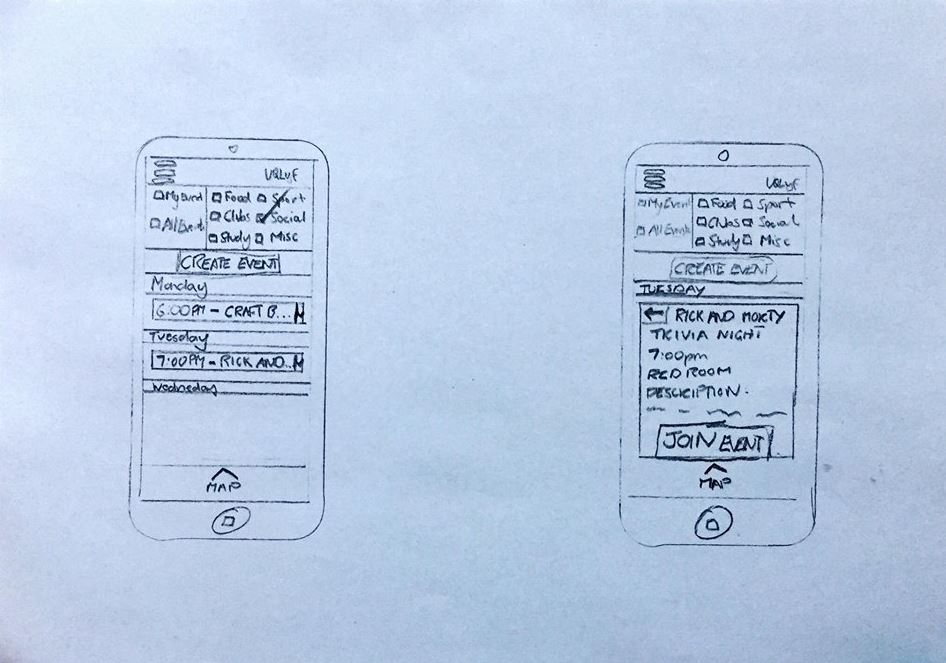 UQLyf
My Event
Food
Sport
All Events
Clubs
Social
Study
Misc
CREATE EVENT
Monday
6:00PM - CRAFT B...
Tuesday
7:00PM - RICK AND...
Wednesday
MAP
UQLyf
My Event
Food
Sport
All Events
Clubs
Social
Study
Misc
CREATE EVENT
TUESDAY
RICK AND MORTY
TRIVIA NIGHT
7:00pm
RED ROOM
DESCRIPTION.
JOIN EVENT
MAP